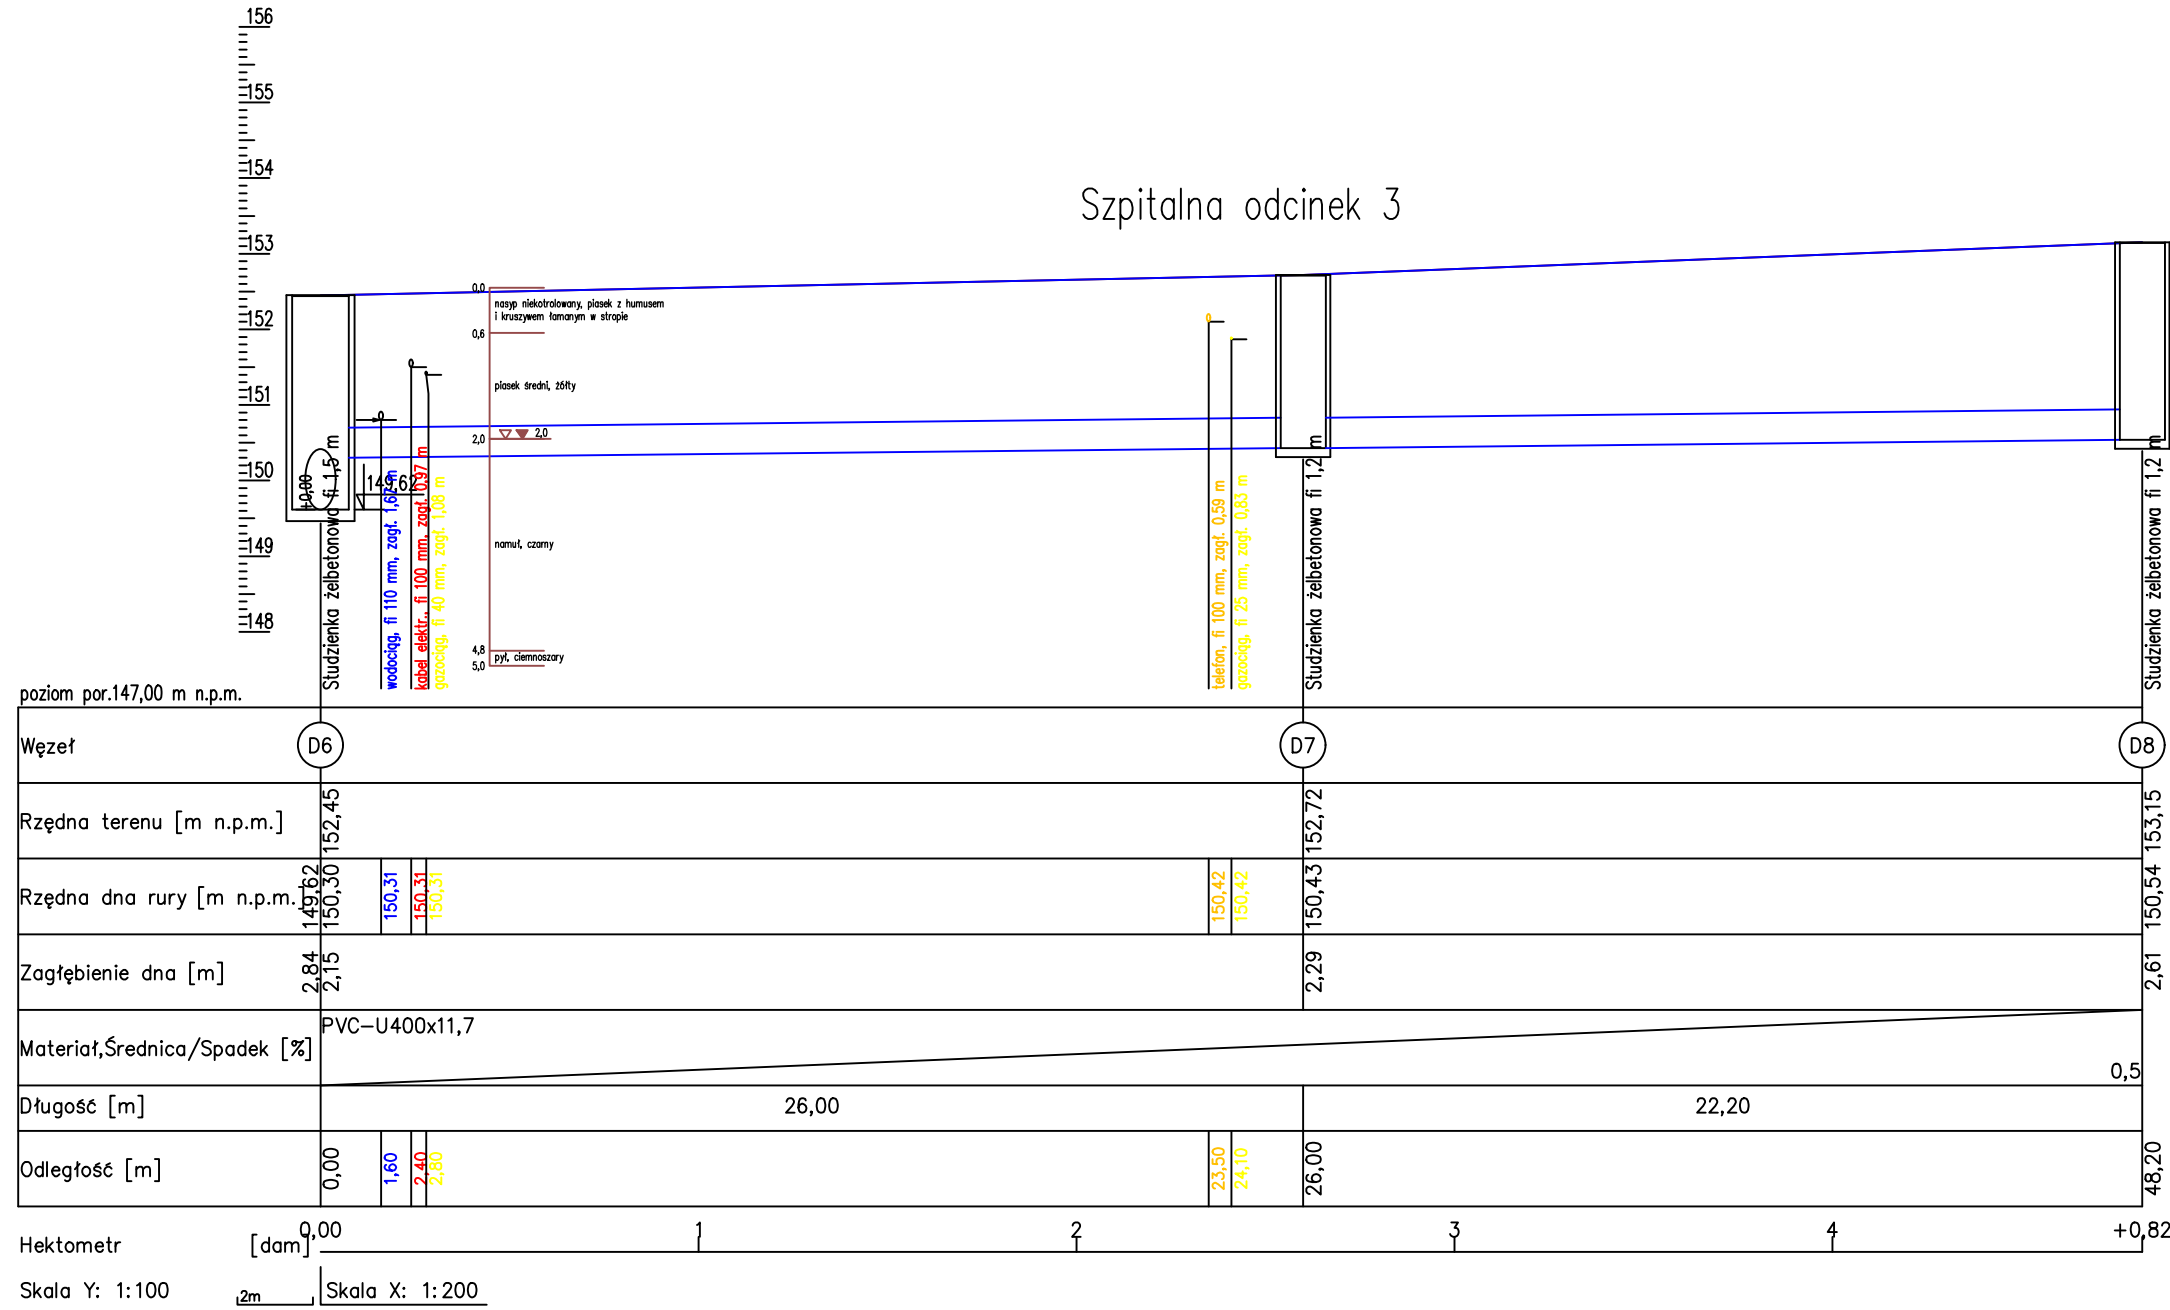 156
155
154
153
152
151
150
149
148
Szpitalna odcinek 3
0,0
nasyp niekotrolowany, piasek z humusem
i kruszywem łamanym w stropie
0,6
piasek średni, żółty
2,0
2,0
namuł, czarny
4,8
pył, ciemnoszary
5,0
±0,00
149,62
Studzienka żelbetonowa fi 1,5 m
wodociąg, fi 110 mm, zagł. 1,67 m
kabel elektr., fi 100 mm, zagł. 0,97 m
gazociąg, fi 40 mm, zagł. 1,08 m
telefon, fi 100 mm, zagł. 0,59 m
gazociąg, fi 25 mm, zagł. 0,83 m
Studzienka żelbetonowa fi 1,2 m
Studzienka żelbetonowa fi 1,2 m
poziom por.147,00 m n.p.m.
Węzeł
D6
D7
D8
Rzędna terenu [m n.p.m.]
152,45
152,72
153,15
Rzędna dna rury [m n.p.m.]
149,62
150,30
150,31
150,31
150,31
150,42
150,42
150,43
150,54
Zagłębienie dna [m]
2,84
2,15
2,29
2,61
Materiał,Średnica/Spadek [%]
PVC-U400x11,7
0,5
Długość [m]
26,00
22,20
Odległość [m]
0,00
1,60
2,40
2,80
23,50
24,10
26,00
48,20
Hektometr [dam]
0,00
1
2
3
4
+0,82
Skala Y: 1:100
2m
Skala X: 1:200